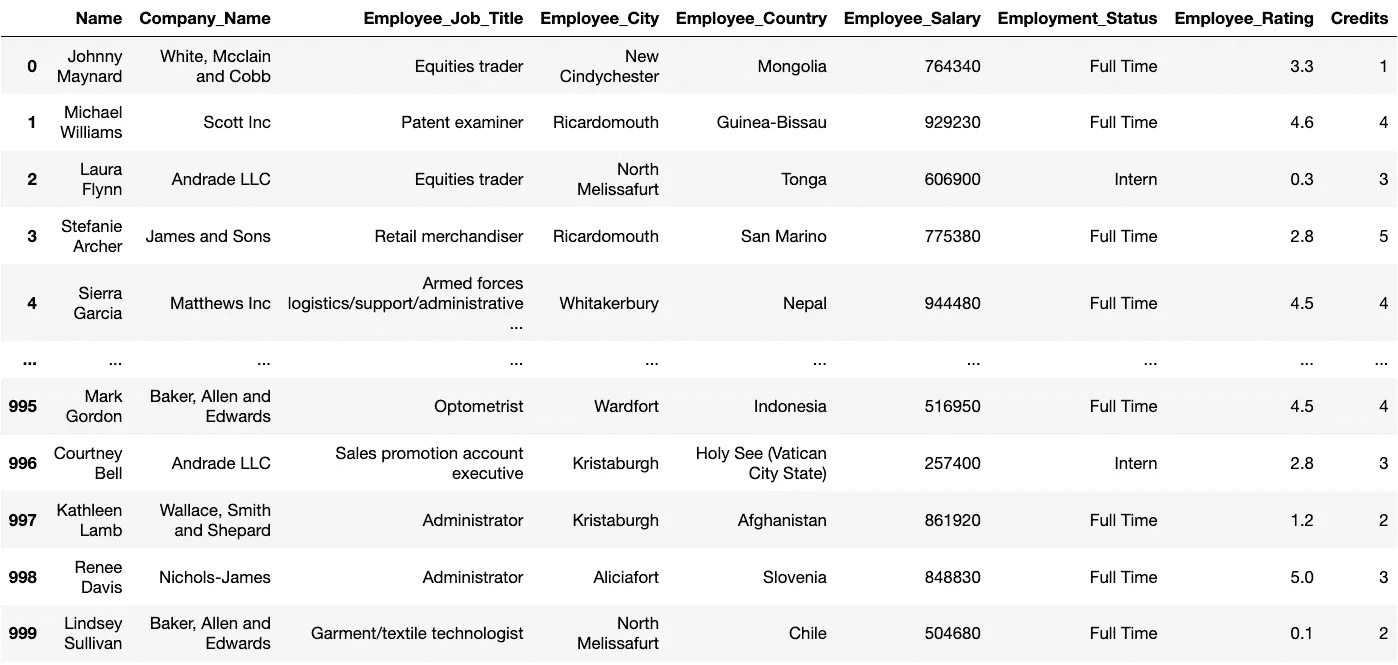 Name Company_Name Employee_Job_Title Employee_City Employee_Country Employee_Salary Employment_Status Employee_Rating Credits
0 Johnny Maynard White, Mcclain and Cobb Equities trader New Cindychester Mongolia 764340 Full Time 3.3 1
1 Michael Williams Scott Inc Patent examiner Ricardomouth Guinea-Bissau 929230 Full Time 4.6 4
2 Laura Flynn Andrade LLC Equities trader North Melissafurt Tonga 606900 Intern 0.3 3
3 Stefanie Archer James and Sons Retail merchandiser Ricardomouth San Marino 775380 Full Time 2.8 5
4 Sierra Garcia Matthews Inc Armed forces logistics/support/administrative ... Whitakerbury Nepal 944480 Full Time 4.5 4
... ... ... ... ... ... ... ... ... ...
995 Mark Gordon Baker, Allen and Edwards Optometrist Wardfort Indonesia 516950 Full Time 4.5 4
996 Courtney Bell Andrade LLC Sales promotion account executive Kristaburgh Holy See (Vatican City State) 257400 Intern 2.8 3
997 Kathleen Lamb Wallace, Smith and Shepard Administrator Kristaburgh Afghanistan 861920 Full Time 1.2 2
998 Renee Davis Nichols-James Administrator Aliciafort Slovenia 848830 Full Time 5.0 3
999 Lindsey Sullivan Baker, Allen and Edwards Garment/textile technologist North Melissafurt Chile 504680 Full Time 0.1 2